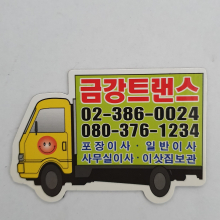 금강트랜스
02-386-0024
080-376-1234
포장이사 · 일반이사
사무실이사 · 이삿짐보관